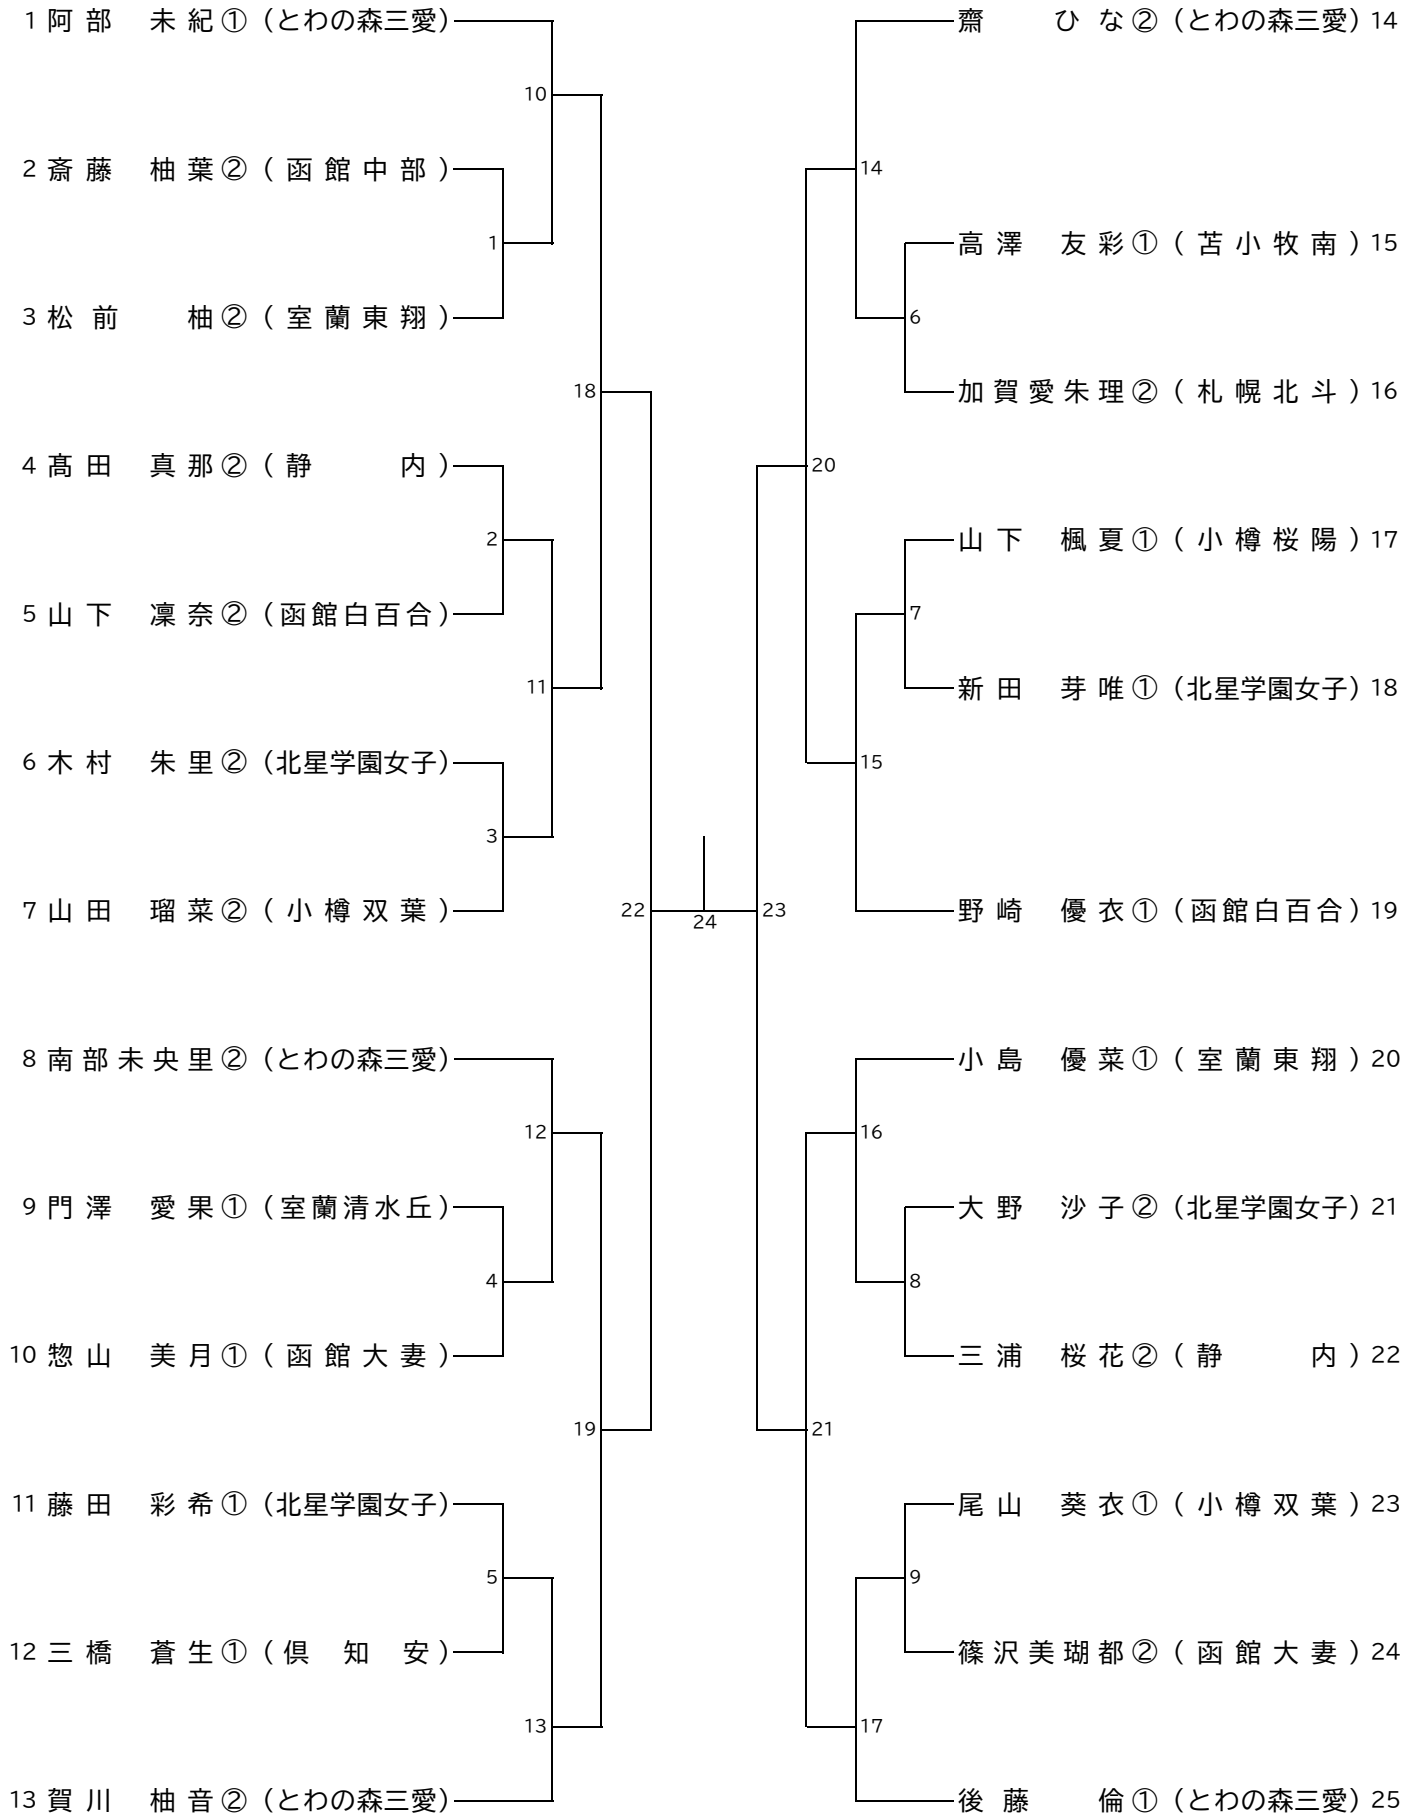 1 阿部 未紀① (とわの森三愛)
10
2 斎藤 柚葉② (函館中部)
1
3 松前 柚② (室蘭東翔)
18
4 髙田 真那② (静内)
2
5 山下 凜奈② (函館白百合)
11
6 木村 朱里② (北星学園女子)
3
7 山田 瑠菜② (小樽双葉)
22
8 南部未央里② (とわの森三愛)
12
9 門澤 愛果① (室蘭清水丘)
4
10 惣山 美月① (函館大妻)
19
11 藤田 彩希① (北星学園女子)
5
12 三橋 蒼生① (倶知安)
13
13 賀川 柚音② (とわの森三愛)
24
齋 ひな② (とわの森三愛) 14
14
高澤 友彩① (苫小牧南) 15
6
加賀愛朱理② (札幌北斗) 16
20
山下 楓夏① (小樽桜陽) 17
7
新田 芽唯① (北星学園女子) 18
15
野崎 優衣① (函館白百合) 19
23
小島 優菜① (室蘭東翔) 20
16
大野 沙子② (北星学園女子) 21
8
三浦 桜花② (静内) 22
21
尾山 葵衣① (小樽双葉) 23
9
篠沢美瑚都② (函館大妻) 24
17
後藤 倫① (とわの森三愛) 25